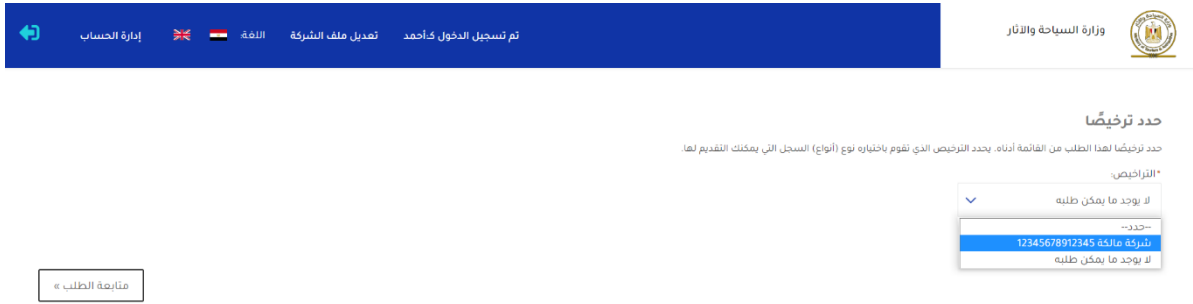 وزارة السياحة والآثار
تم تسجيل الدخول كـ:أحمد
تعديل ملف الشركة
اللغة:
إدارة الحساب
حدد ترخيصًا
حدد ترخيصًا لهذا الطلب من القائمة أدناه. يحدد الترخيص الذي تقوم باختياره نوع (أنواع) السجل التي يمكنك التقديم لها.
*التراخيص:
لا يوجد ما يمكن طلبه
--حدد--
شركة مالكة 12345678912345
لا يوجد ما يمكن طلبه
متابعة الطلب »